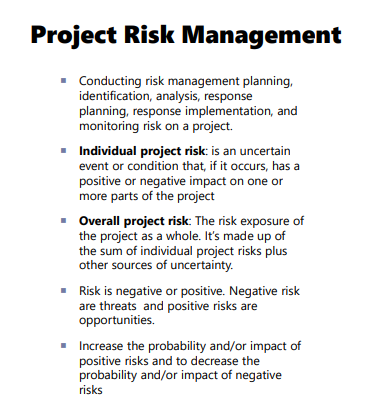 Project Risk Management
▪ Conducting risk management planning,
identification, analysis, response
planning, response implementation, and
monitoring risk on a project.
▪ Individual project risk: is an uncertain
event or condition that, if it occurs, has a
positive or negative impact on one or
more parts of the project
▪ Overall project risk: The risk exposure of
the project as a whole. It’s made up of
the sum of individual project risks plus
other sources of uncertainty.
▪ Risk is negative or positive. Negative risk
are threats  and positive risks are
opportunities.
▪ Increase the probability and/or impact of
positive risks and to decrease the
probability and/or impact of negative
risks